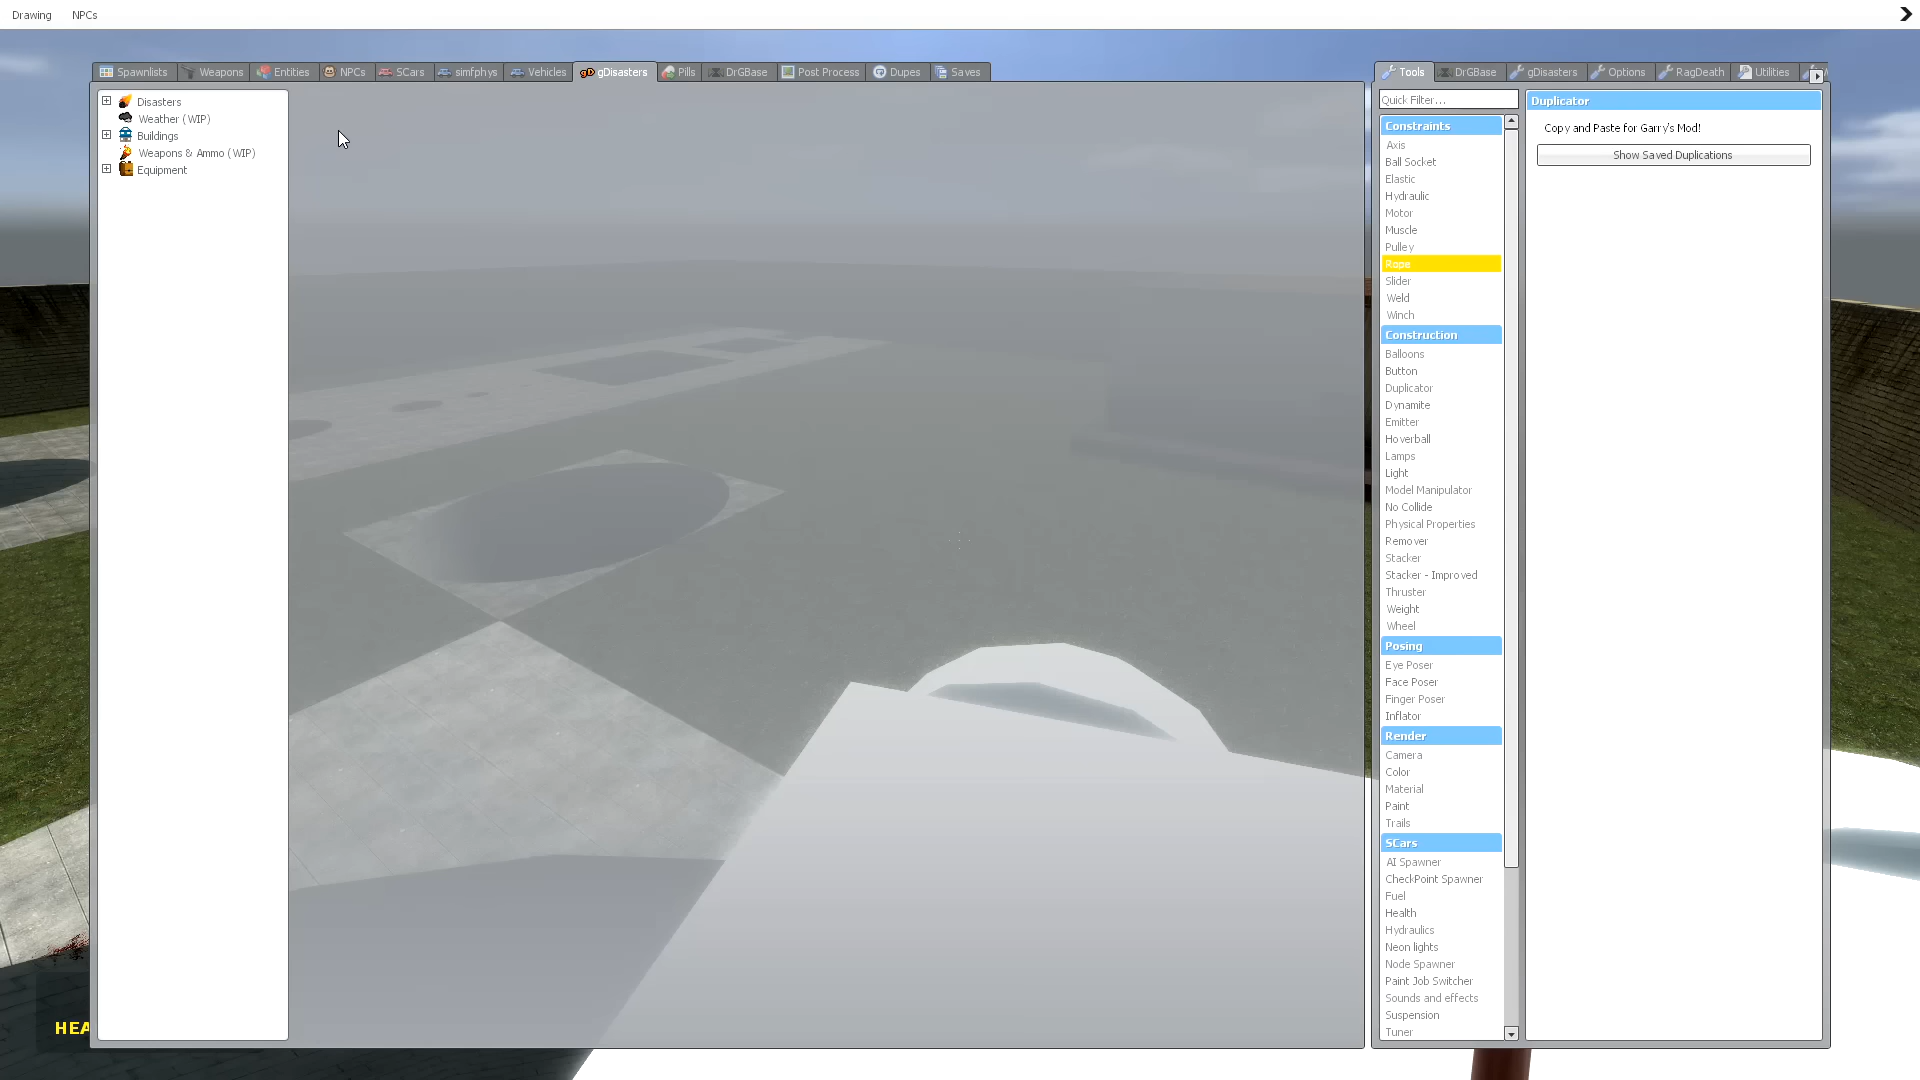 Drawing NPCs
Spawnlists Weapons Entities NPCs SCars simfphys Vehicles gDisasters Pills DrGBase Post Process Dupes Saves
Tools DrGBase gDisasters Options RagDeath Utilities
Disasters
Weather (WIP)
Buildings
Weapons & Ammo (WIP)
Equipment
Quick Filter...
Constraints
Axis
Ball Socket
Elastic
Hydraulic
Motor
Muscle
Pulley
Rope
Slider
Weld
Winch
Construction
Balloons
Button
Duplicator
Dynamite
Emitter
Hoverball
Lamps
Light
Model Manipulator
No Collide
Physical Properties
Remover
Stacker
Stacker - Improved
Thruster
Weight
Wheel
Posing
Eye Poser
Face Poser
Finger Poser
Inflator
Render
Camera
Color
Material
Paint
Trails
SCars
AI Spawner
CheckPoint Spawner
Fuel
Health
Hydraulics
Neon lights
Node Spawner
Paint Job Switcher
Sounds and effects
Suspension
Tuner
Duplicator
Copy and Paste for Garry's Mod!
Show Saved Duplications
HEA